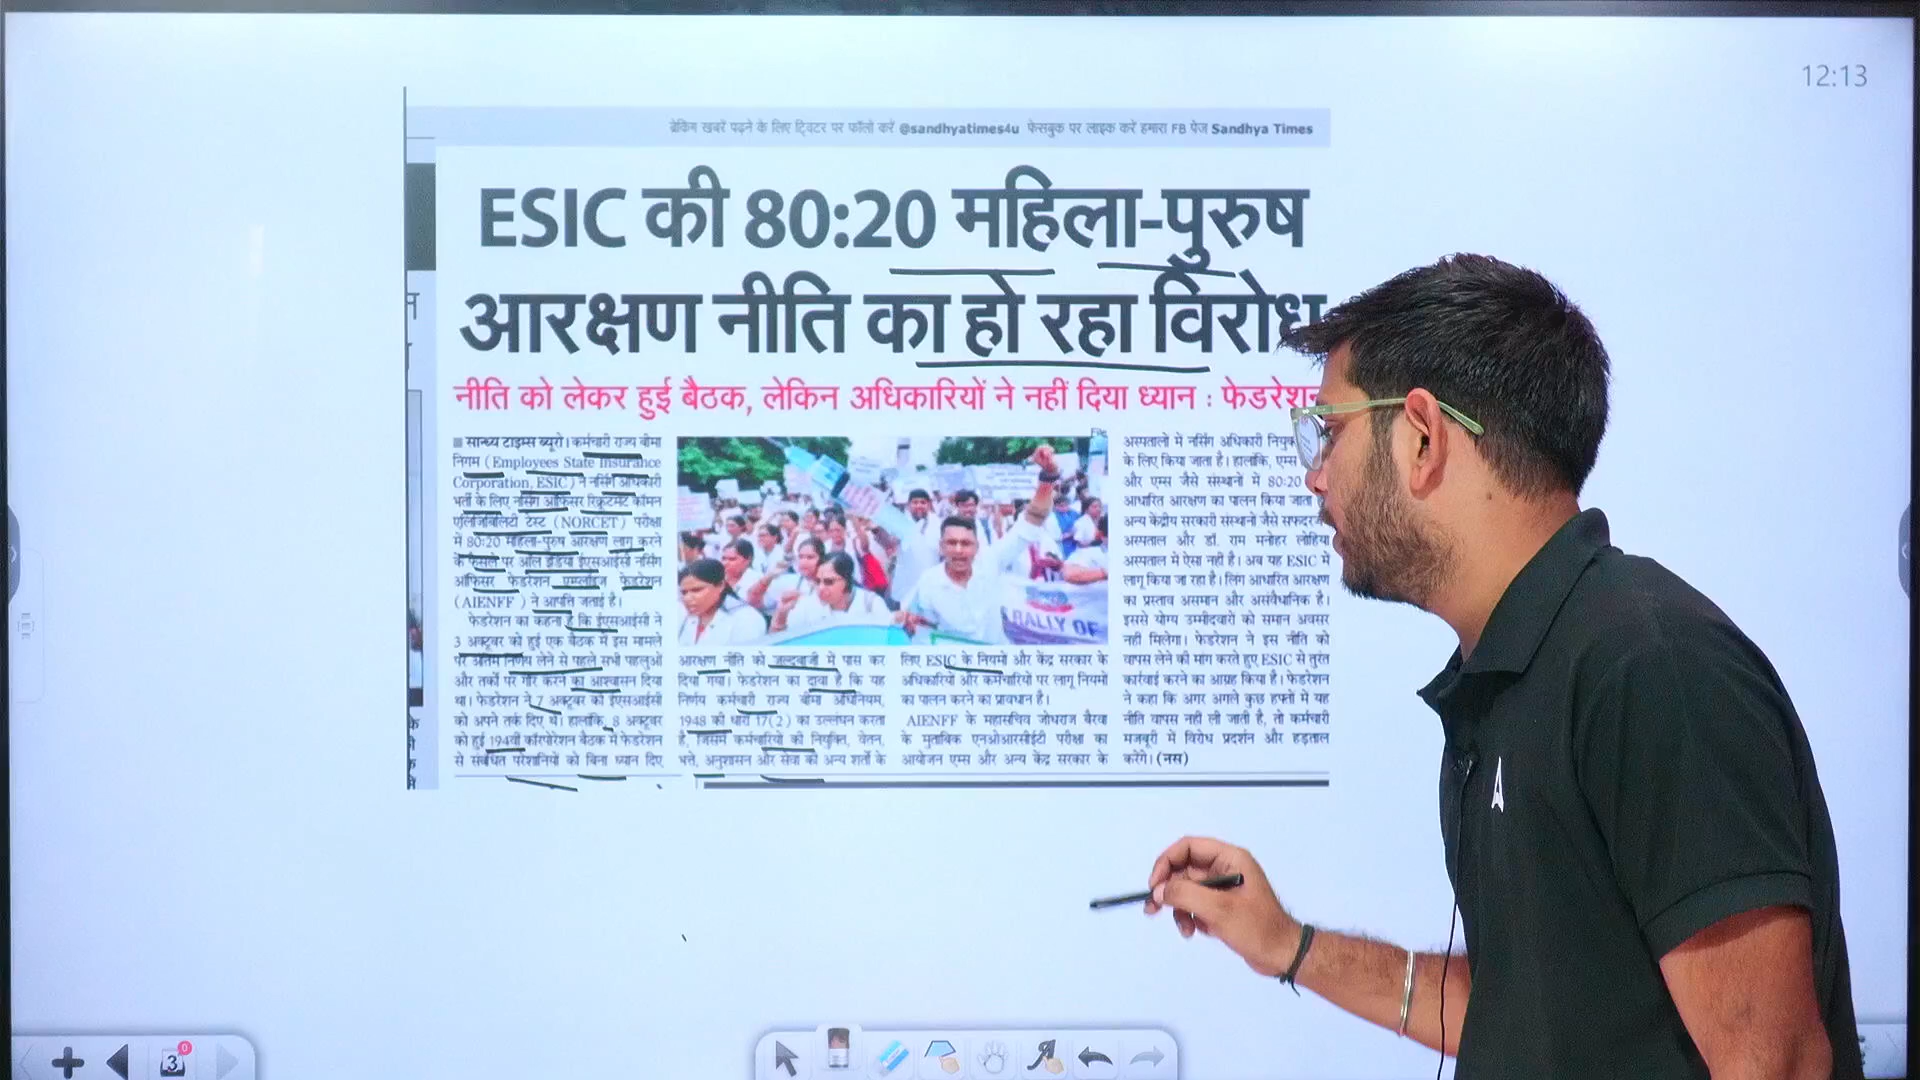 12:13
ब्रेकिंग खबरें पढ़ने के लिए ट्विटर पर फॉलो करें @sandhyatimes4u फेसबुक पर लाइक करें हमारा FB पेज Sandhya Times
ESIC की 80:20 महिला-पुरुष
आरक्षण नीति का हो रहा विरोध
नीति को लेकर हुई बैठक, लेकिन अधिकारियों ने नहीं दिया ध्यान : फेडरेशन
सान्ध्य टाइम्स ब्यूरो। कर्मचारी राज्य बीमा
निगम (Employees State Insurance
Corporation, ESIC) ने नर्सिंग अधिकारी
भर्ती के लिए नर्सिंग ऑफिसर रिक्रूटमेंट कॉमन
एलिजिबिलिटी टेस्ट (NORCET) परीक्षा
में 80:20 महिला-पुरुष आरक्षण लागू करने
के फैसले पर ऑल इंडिया ईएसआईसी नर्सिंग
ऑफिसर फेडरेशन एम्प्लॉइज फेडरेशन
(AIENFF ) ने आपत्ति जताई है।
फेडरेशन का कहना है कि ईएसआईसी ने
3 अक्टूबर को हुई एक बैठक में इस मामले
पर अंतिम निर्णय लेने से पहले सभी पहलुओं
और तर्कों पर गौर करने का आश्वासन दिया
था। फेडरेशन ने 7 अक्टूबर को ईएसआईसी
को अपने तर्क दिए थे। हालांकि, 8 अक्टूबर
को हुई 194वीं कॉरपोरेशन बैठक में फेडरेशन
से संबंधित परेशानियों को बिना ध्यान दिए
File
RALLY OF
आरक्षण नीति को जल्दबाजी में पास कर
दिया गया। फेडरेशन का दावा है कि यह
निर्णय कर्मचारी राज्य बीमा अधिनियम,
1948 की धारा 17(2) का उल्लंघन करता
है, जिसमें कर्मचारियों की नियुक्ति, वेतन,
भत्ते, अनुशासन और सेवा की अन्य शर्तों के
लिए ESIC के नियमों और केंद्र सरकार के
अधिकारियों और कर्मचारियों पर लागू नियमों
का पालन करने का प्रावधान है।
AIENFF के महासचिव जोधराज बैरवा
के मुताबिक एनओआरसीईटी परीक्षा का
आयोजन एम्स और अन्य केंद्र सरकार के
अस्पतालों में नर्सिंग अधिकारी
के लिए किया जाता है। हालांकि, एम्स
और एम्स जैसे संस्थानों में 80:20
आधारित आरक्षण का पालन किया जाता
अन्य केंद्रीय सरकारी संस्थानों जैसे
अस्पताल और डॉ. राम मनोहर लोहिया
अस्पताल में ऐसा नहीं है। अब यह ESIC में
लागू किया जा रहा है। लिंग आधारित आरक्षण
का प्रस्ताव असमान और असंवैधानिक है।
इससे योग्य उम्मीदवारों को समान अवसर
नहीं मिलेगा। फेडरेशन ने इस नीति को
वापस लेने की मांग करते हुए ESIC से तुरंत
कार्रवाई करने का आग्रह किया है। फेडरेशन
ने कहा कि अगर अगले कुछ हफ्तों में यह
नीति वापस नहीं ली जाती है, तो कर्मचारी
मजबूरी में विरोध प्रदर्शन और हड़ताल
करेंगे। (नस)
3
0